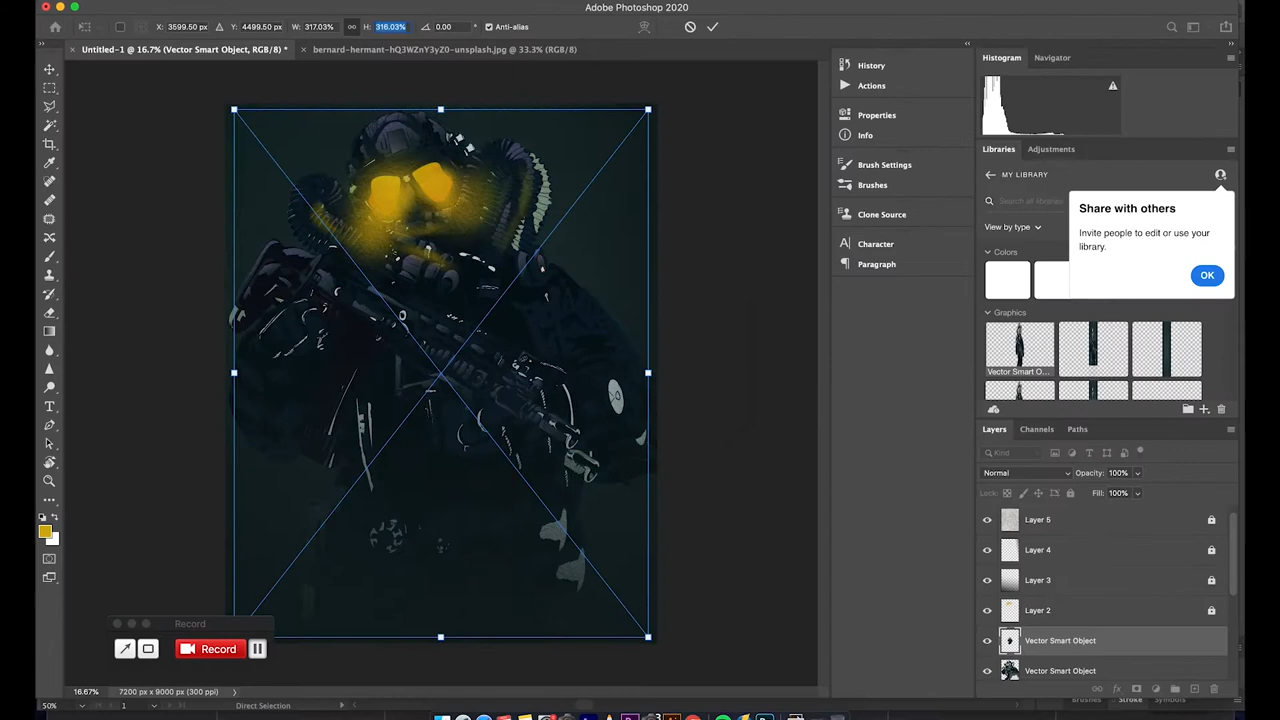 Adobe Photoshop 2020
X: 3599.50 px Y: 4499.50 px W: 317.03% H: 316.03% 0.00 ° Anti-alias
× Untitled-1 @ 16.7% (Vector Smart Object, RGB/8) * × bernard-hermant-hQ3WZnY3yZ0-unsplash.jpg @ 33.3% (RGB/8)
History
Actions
Properties
Info
Brush Settings
Brushes
Clone Source
Character
Paragraph
Histogram Navigator
Libraries Adjustments
MY LIBRARY
Search all libraries
View by type
Share with others
Invite people to edit or use your
library.
OK
Colors
Graphics
Vector Smart O...
Layers Channels Paths
Kind
Normal Opacity: 100%
Lock: Fill: 100%
Layer 5
Layer 4
Layer 3
Layer 2
Vector Smart Object
Vector Smart Object
Record
Record
16.67% 7200 px x 9000 px (300 ppi)
50% 1 Direct Selection
Brushes Stroke Symbols